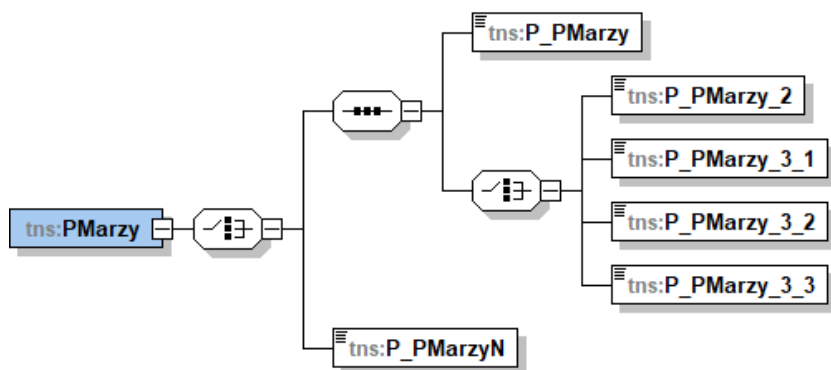 tns:P_PMarzy
tns:P_PMarzy_2
tns:P_PMarzy_3_1
tns:PMarzy
tns:P_PMarzy_3_2
tns:P_PMarzy_3_3
tns:P_PMarzyN